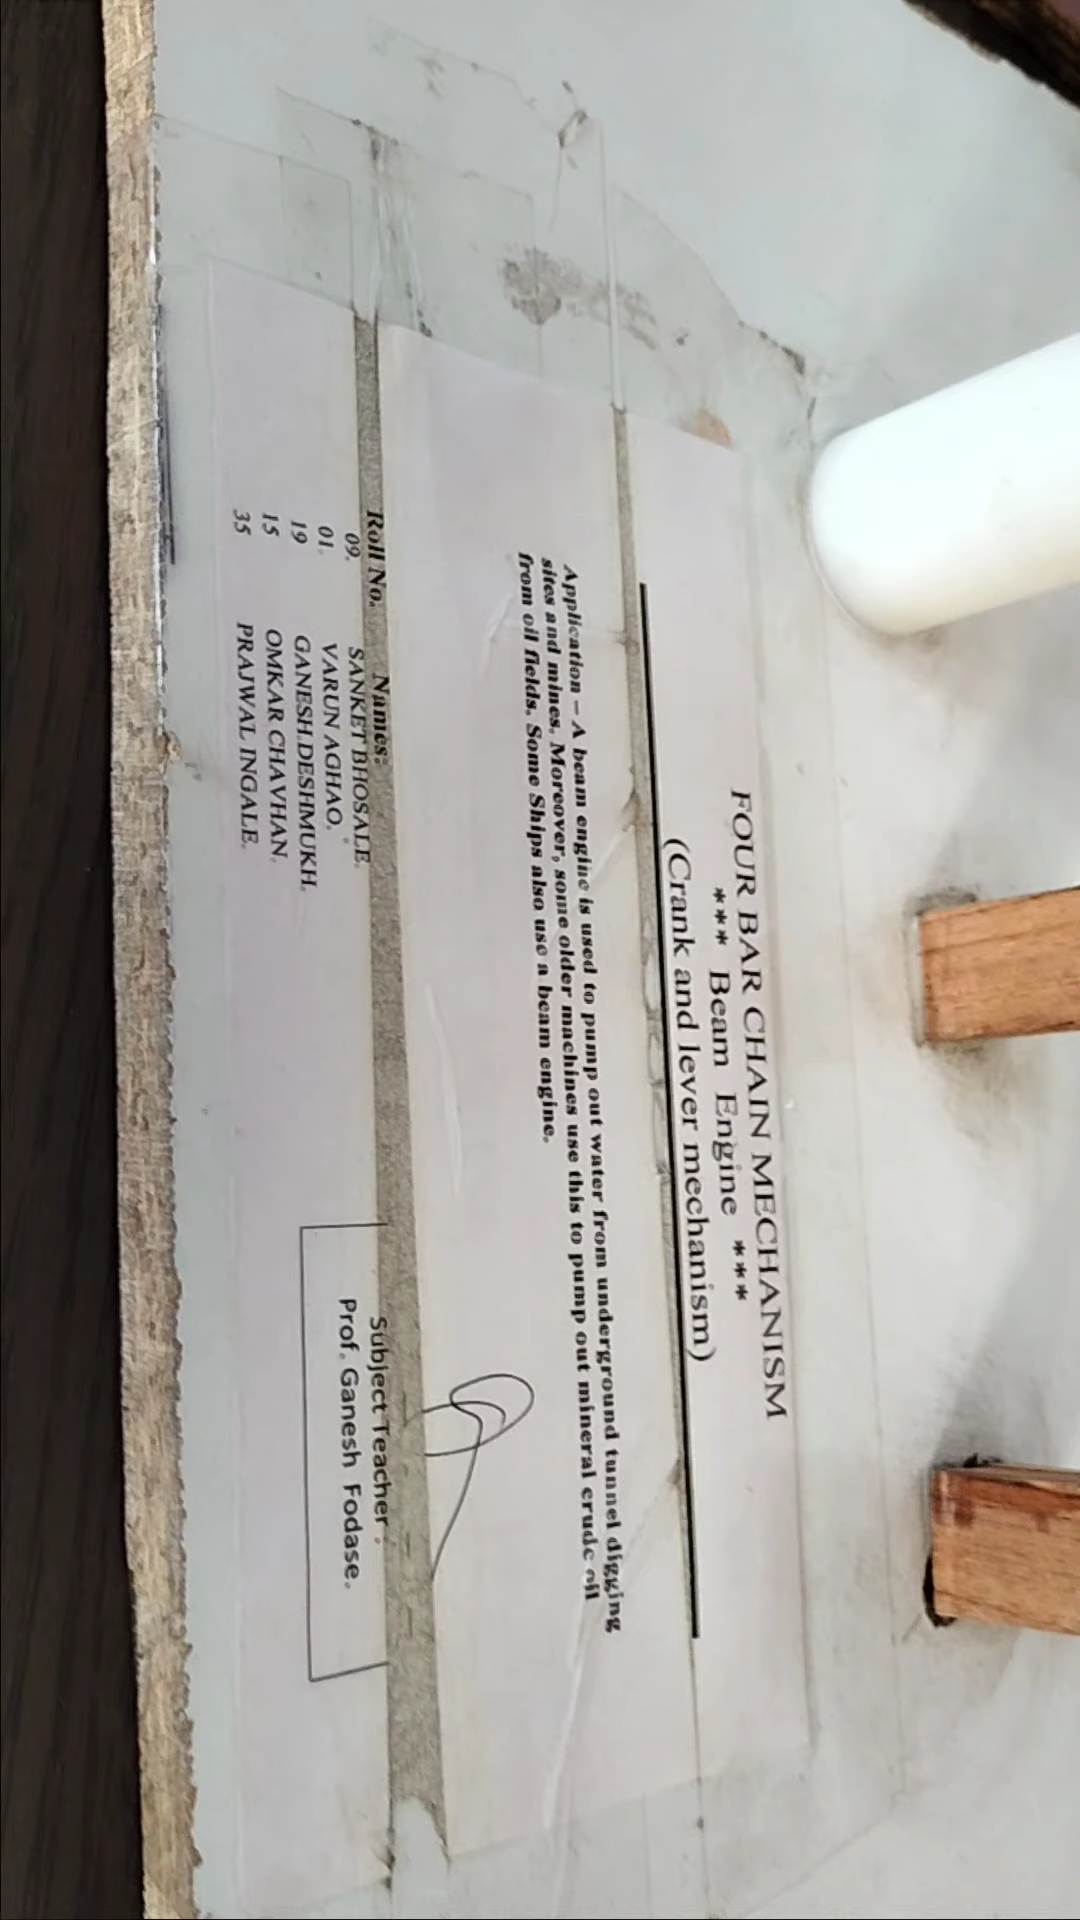 FOUR BAR CHAIN MECHANISM
*** Beam Engine ***
(Crank and lever mechanism)
Application – A beam engine is used to pump out water from underground tunnel digging
sites and mines. Moreover, some older machines use this to pump out mineral crude oil
from oil fields. Some Ships also use a beam engine.
Roll No. Names:
09. SANKET BHOSALE.
01. VARUN AGHAO.
19 GANESH.DESHMUKH.
15 OMKAR CHAVHAN.
35 PRAJWAL INGALE.
Subject Teacher :
Prof. Ganesh Fodase.